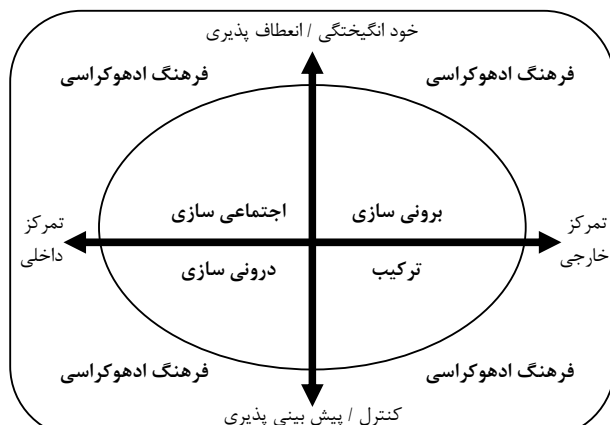 خود انگیختگی / انعطاف پذیری
فرهنگ ادهوکراسی
فرهنگ ادهوکراسی
برونی سازی
اجتماعی سازی
تمرکز
خارجی
تمرکز
داخلی
ترکیب
درونی سازی
فرهنگ ادهوکراسی
فرهنگ ادهوکراسی
کنترل / پیش بینی پذیری